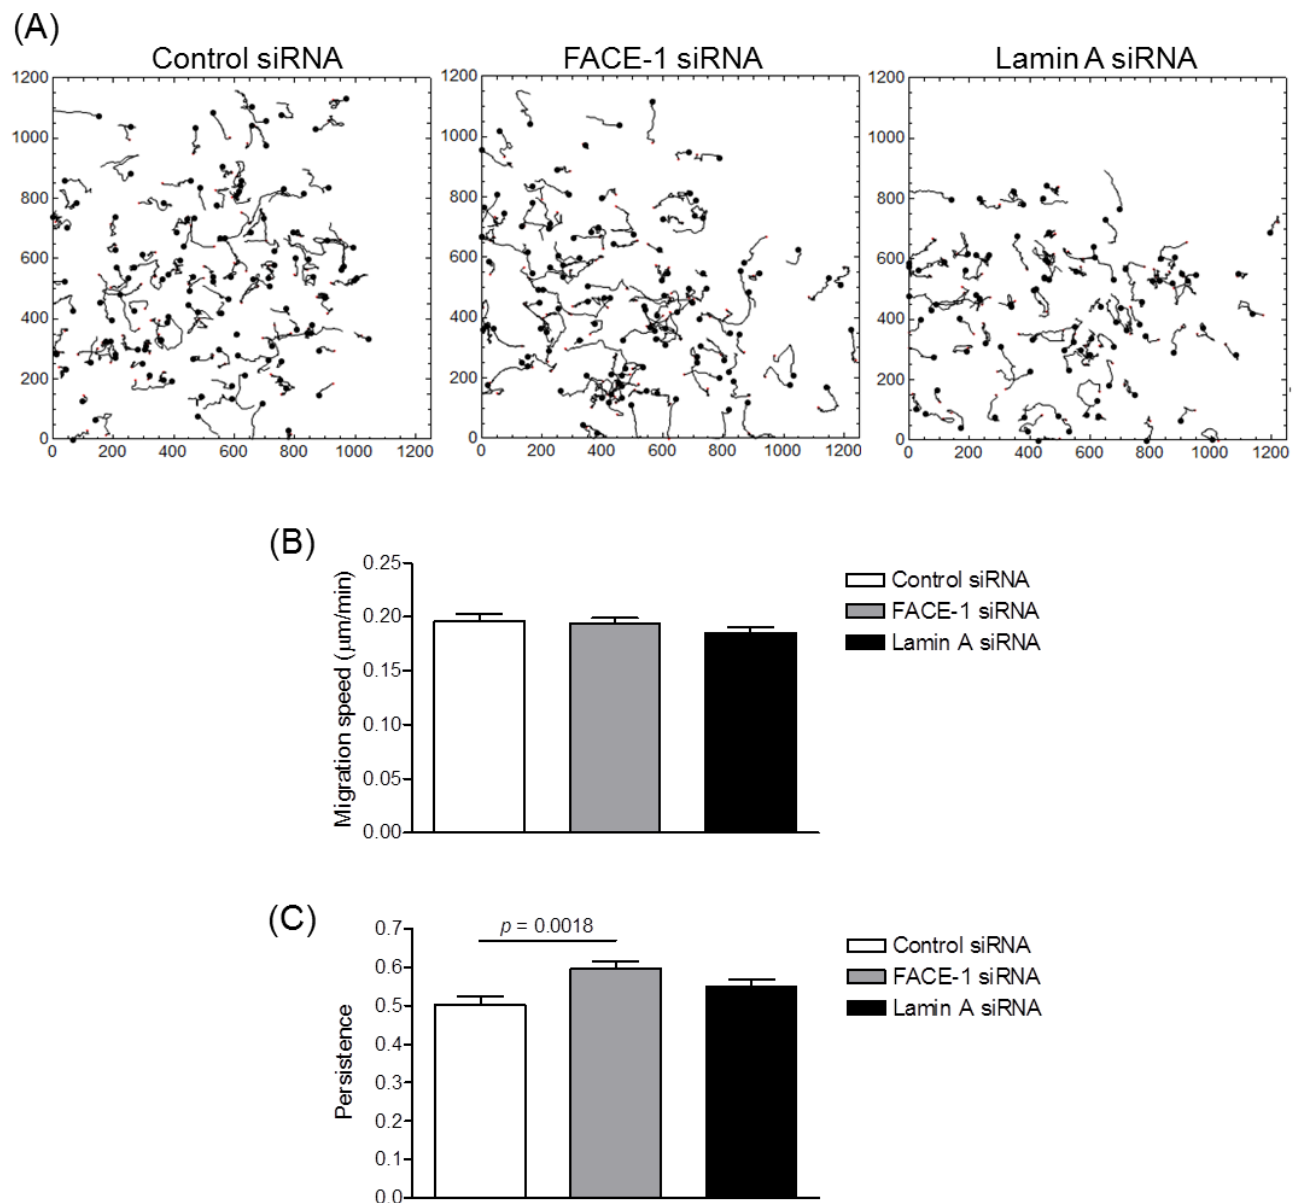 (A)
Control siRNA FACE-1 siRNA Lamin A siRNA
1200 1200 1200
1000 1000 1000
800 800 800
600 600 600
400 400 400
200 200 200
0 0 0
0 200 400 600 800 1000 1200 0 200 400 600 800 1000 1200 0 200 400 600 800 1000 1200
(B)
Migration speed (µm/min)
0.25
0.20
0.15
0.10
0.05
0.00
Control siRNA
FACE-1 siRNA
Lamin A siRNA
(C)
Persistence
0.7
0.6
0.5
0.4
0.3
0.2
0.1
0.0
p = 0.0018
Control siRNA
FACE-1 siRNA
Lamin A siRNA